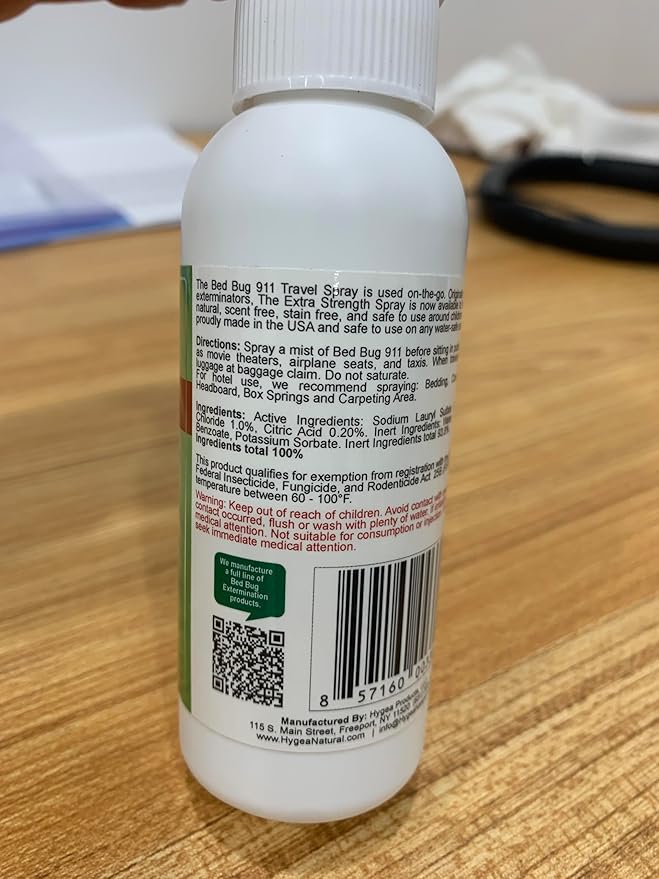 The Bed Bug 911 Travel Spray is used on-the-go.
exterminators, The Extra Strength Spray is now available
natural, scent free, stain free, and safe to use around
proudly made in the USA and safe to use on any
Directions: Spray a mist of Bed Bug 911 before sitting in
as movie theaters, airplane seats, and taxis. When
luggage at baggage claim. Do not saturate.
For hotel use, we recommend spraying: Bedding,
Headboard, Box Springs and Carpeting Area.
Ingredients: Active Ingredients: Sodium Lauryl
Chloride 1.0%, Citric Acid 0.20%. Inert Ingredients:
Benzoate, Potassium Sorbate. Inert Ingredients total
Ingredients total 100%
This product qualifies for exemption from registration with
Federal Insecticide, Fungicide, and Rodenticide Act
temperature between 60 - 100°F.
Warning: Keep out of reach of children. Avoid contact with
contact occurred, flush or wash with plenty of water. If
medical attention. Not suitable for consumption or
seek immediate medical attention.
We manufacture
a full line of
Bed Bug
Extermination
products.
8 57160
Manufactured By: Hygea Products,
115 S. Main Street, Freeport, NY 11520
www.HygeaNatural.com |